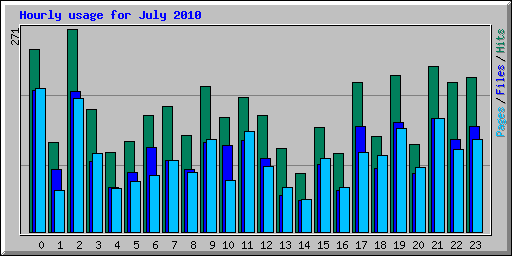 Hourly usage for July 2010
271
Pages/Files/Hits
0 1 2 3 4 5 6 7 8 9 10 11 12 13 14 15 16 17 18 19 20 21 22 23